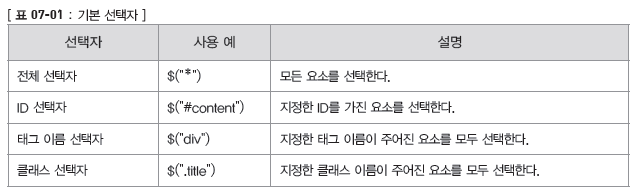 [ 표 07-01 : 기본 선택자 ]
선택자 사용 예 설명
전체 선택자 $("*") 모든 요소를 선택한다.
ID 선택자 $("#content") 지정한 ID를 가진 요소를 선택한다.
태그 이름 선택자 $("div") 지정한 태그 이름이 주어진 요소를 모두 선택한다.
클래스 선택자 $(".title") 지정한 클래스 이름이 주어진 요소를 모두 선택한다.